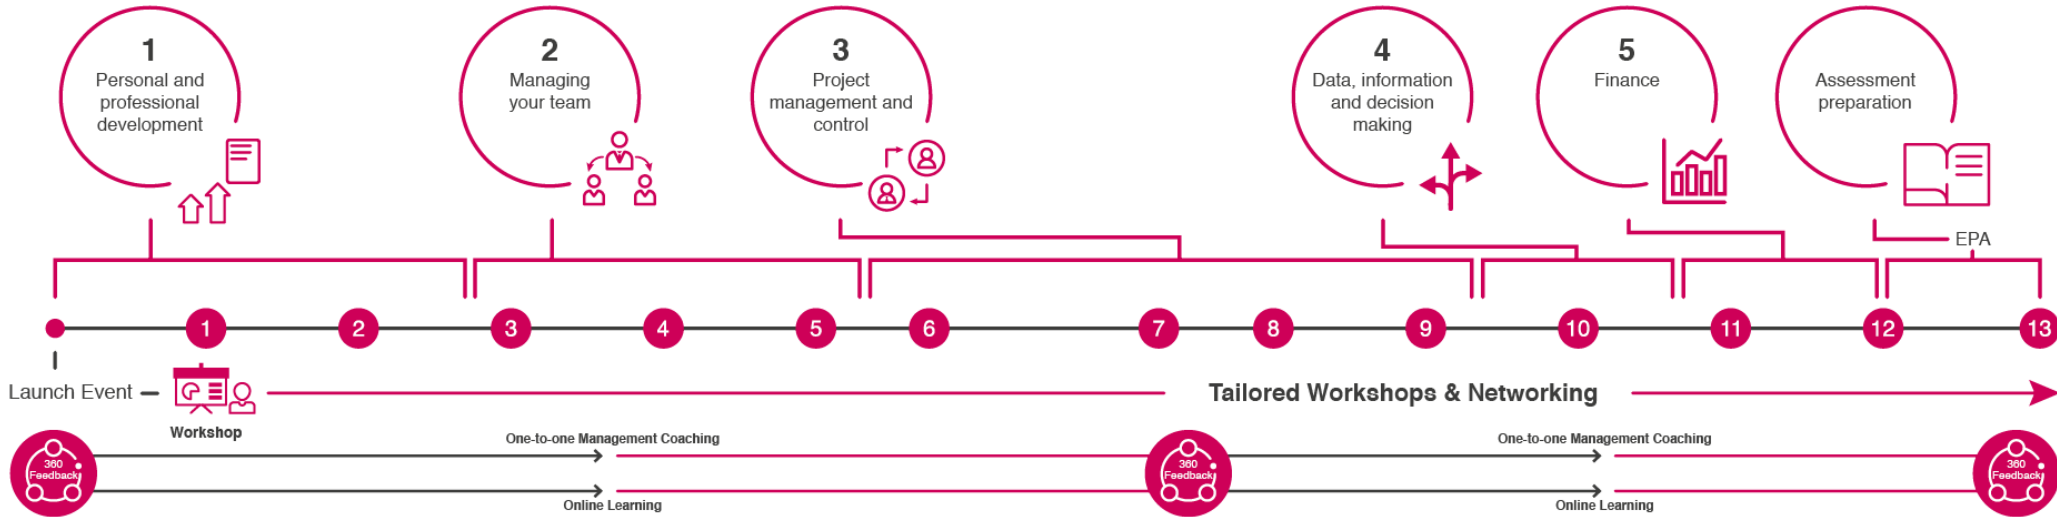 1
Personal and
professional
development
2
Managing
your team
3
Project
management and
control
4
Data, information
and decision
making
5
Finance
Assessment
preparation
EPA
1 2 3 4 5 6 7 8 9 10 11 12 13
Launch Event
Workshop
Tailored Workshops & Networking
360
Feedback
One-to-one Management Coaching
Online Learning
360
Feedback
One-to-one Management Coaching
Online Learning
360
Feedback